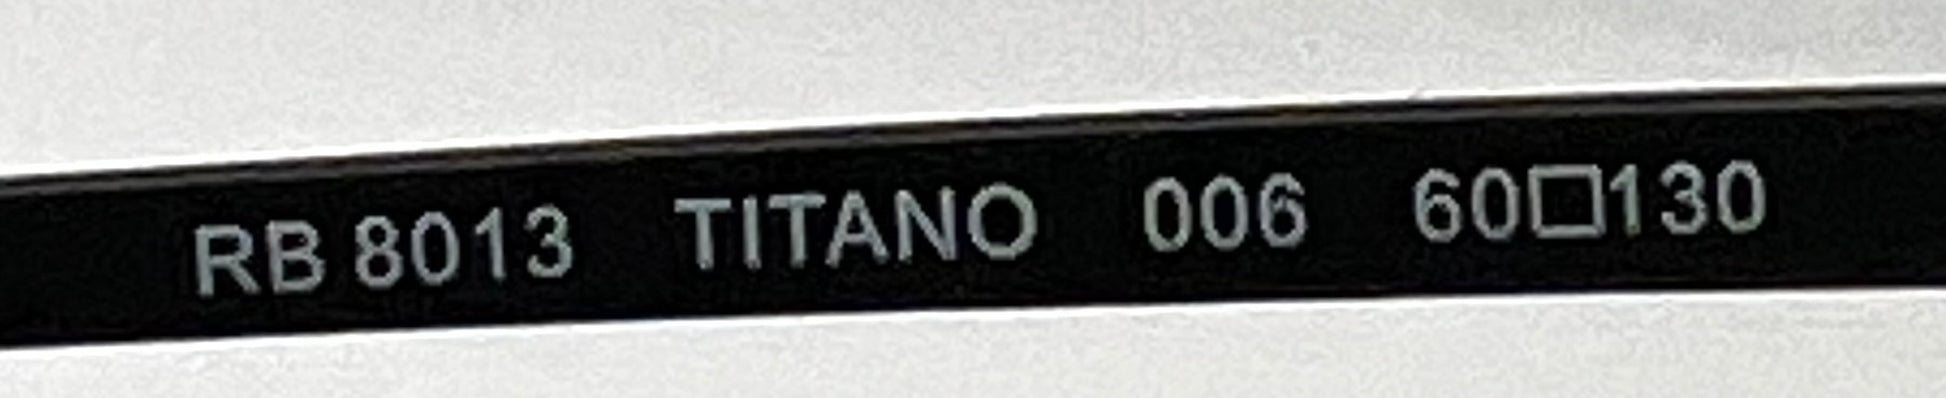 RB 8013 TITANO 006 60□130